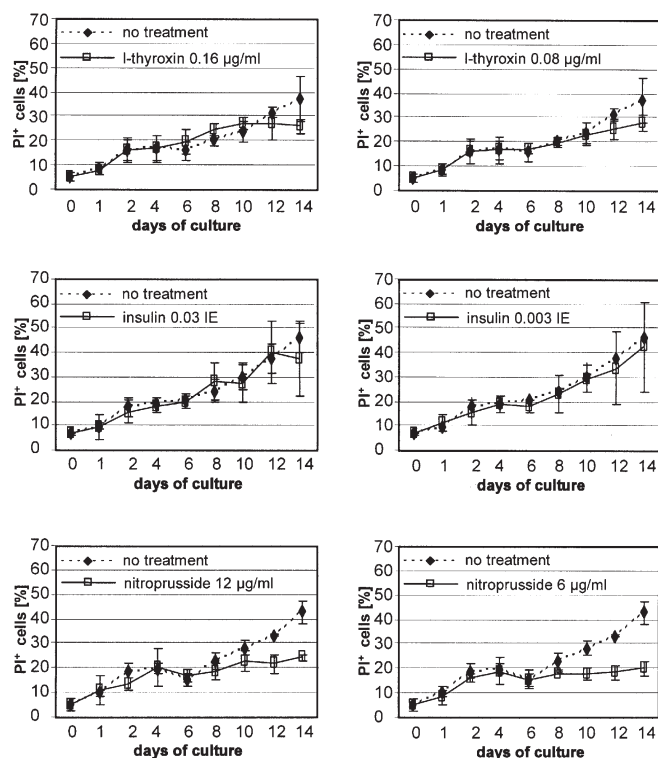 PI⁺ cells [%]
70
60
50
40
30
20
10
0
no treatment
l-thyroxin 0.16 µg/ml
0 1 2 4 6 8 10 12 14
days of culture
PI⁺ cells [%]
70
60
50
40
30
20
10
0
no treatment
l-thyroxin 0.08 µg/ml
0 1 2 4 6 8 10 12 14
days of culture
PI⁺ cells [%]
70
60
50
40
30
20
10
0
no treatment
insulin 0.03 IE
0 1 2 4 6 8 10 12 14
days of culture
PI⁺ cells [%]
70
60
50
40
30
20
10
0
no treatment
insulin 0.003 IE
0 1 2 4 6 8 10 12 14
days of culture
PI⁺ cells [%]
70
60
50
40
30
20
10
0
no treatment
nitroprusside 12 µg/ml
0 1 2 4 6 8 10 12 14
days of culture
PI⁺ cells [%]
70
60
50
40
30
20
10
0
no treatment
nitroprusside 6 µg/ml
0 1 2 4 6 8 10 12 14
days of culture